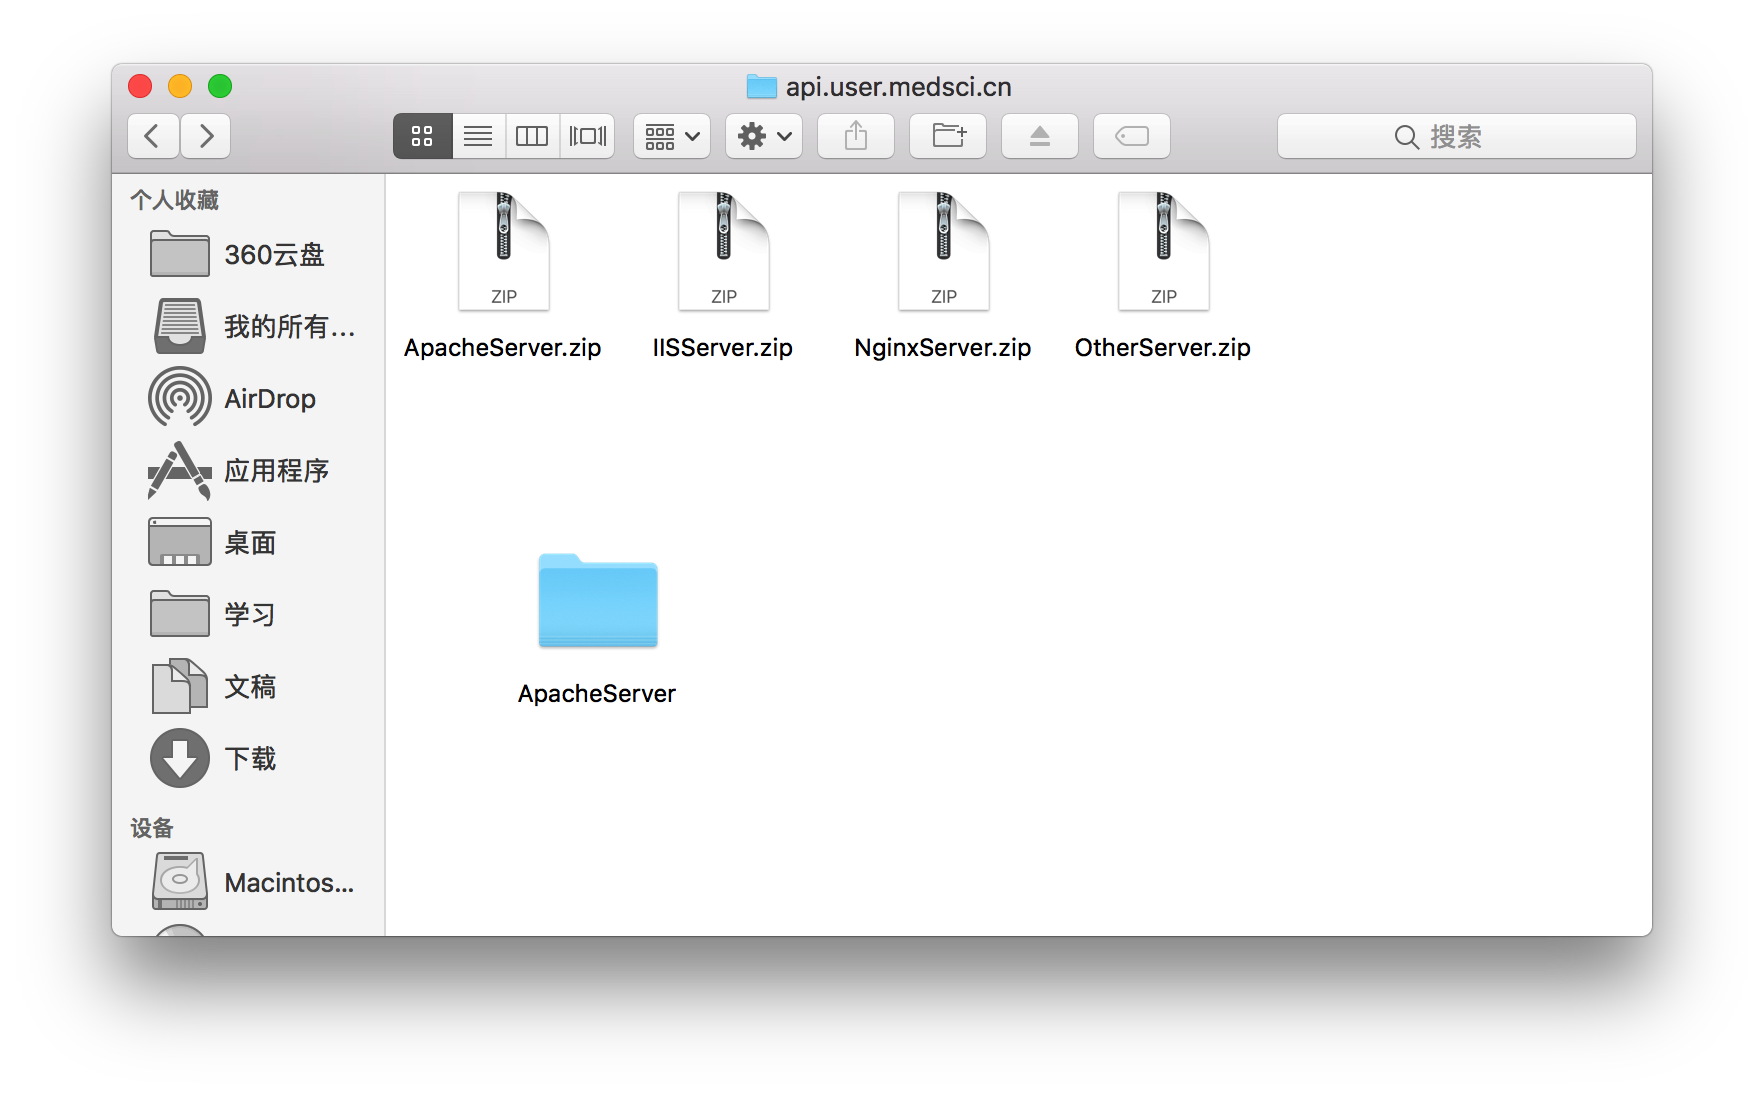 api.user.medsci.cn
搜索
个人收藏
360云盘
我的所有...
AirDrop
应用程序
桌面
学习
文稿
下载
设备
Macintos...
ZIP
ZIP
ZIP
ZIP
ApacheServer.zip
IISServer.zip
NginxServer.zip
OtherServer.zip
ApacheServer